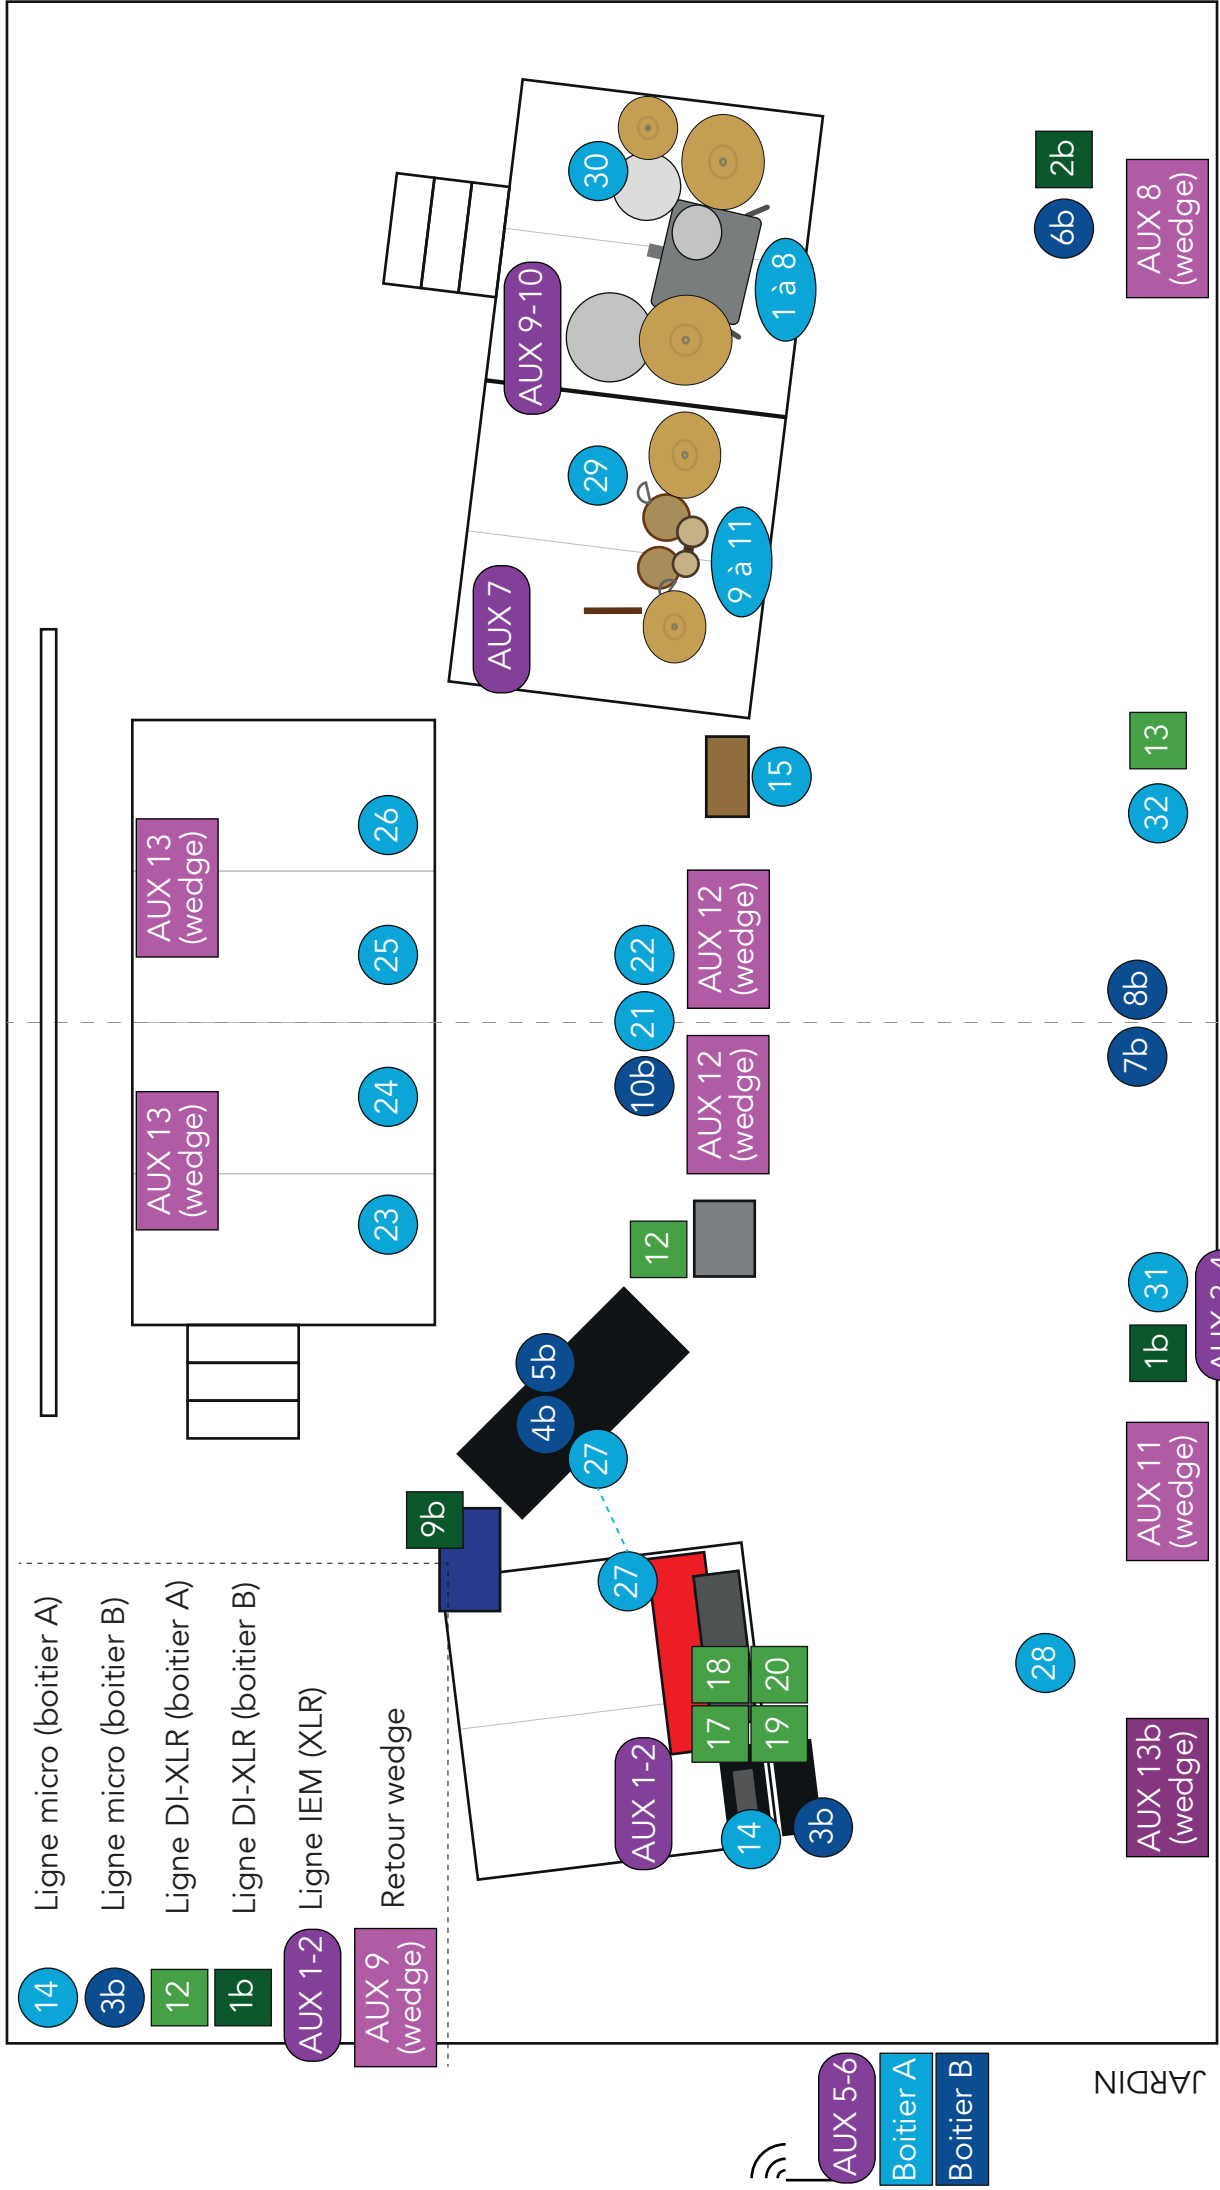 14 Ligne micro (boitier A)
3b Ligne micro (boitier B)
12 Ligne DI-XLR (boitier A)
1b Ligne DI-XLR (boitier B)
AUX 1-2 Ligne IEM (XLR)
AUX 9
(wedge)
Retour wedge
AUX 13
(wedge)
AUX 13
(wedge)
23
24
25
26
30
AUX 9-10
1 à 8
29
AUX 7
9 à 11
15
9b
5b
4b
27
27
12
10b
21
22
AUX 12
(wedge)
AUX 12
(wedge)
AUX 1-2
17
18
19
20
14
3b
28
2b
6b
AUX 8
(wedge)
13
32
8b
7b
31
1b
AUX 11
(wedge)
AUX 13b
(wedge)
AUX 5-6
Boitier A
Boitier B
JARDIN